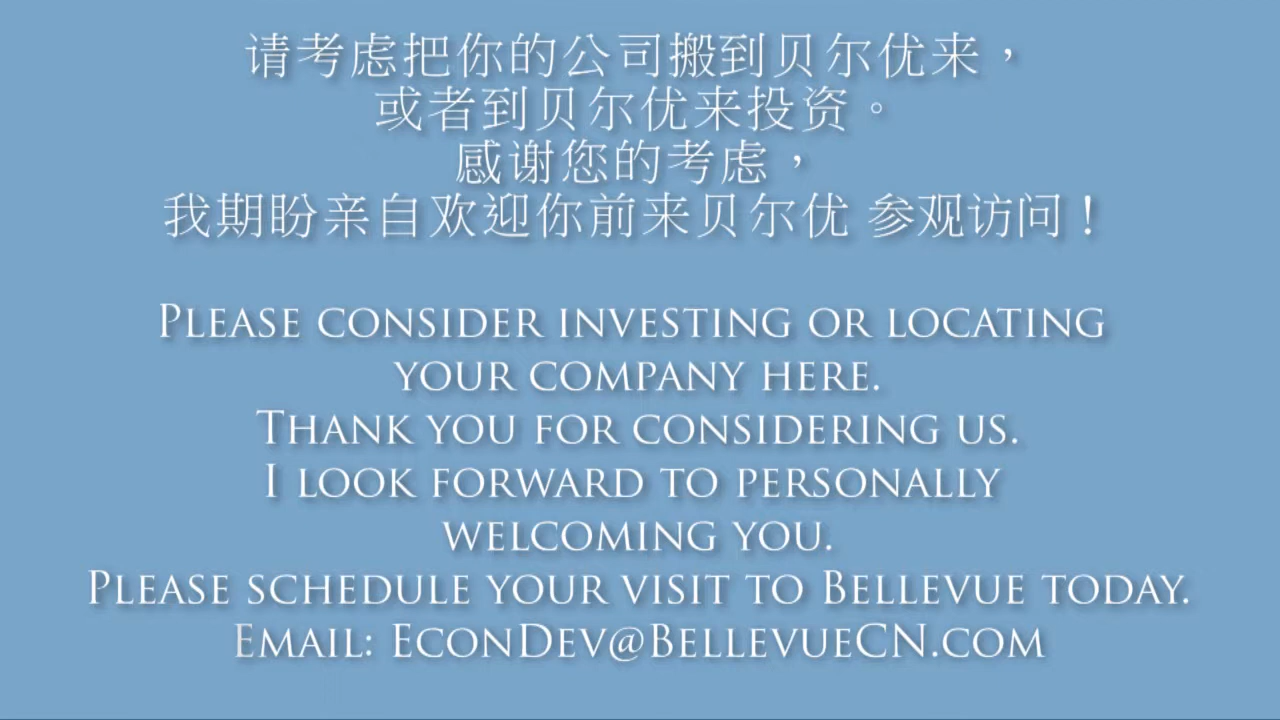 请考虑把你的公司搬到贝尔优来，
或者到贝尔优来投资。
感谢您的考虑，
我期盼亲自欢迎你前来贝尔优 参观访问！
Please consider investing or locating
your company here.
Thank you for considering us.
I look forward to personally
welcoming you.
Please schedule your visit to Bellevue today.
Email: EconDev@BellevueCN.com